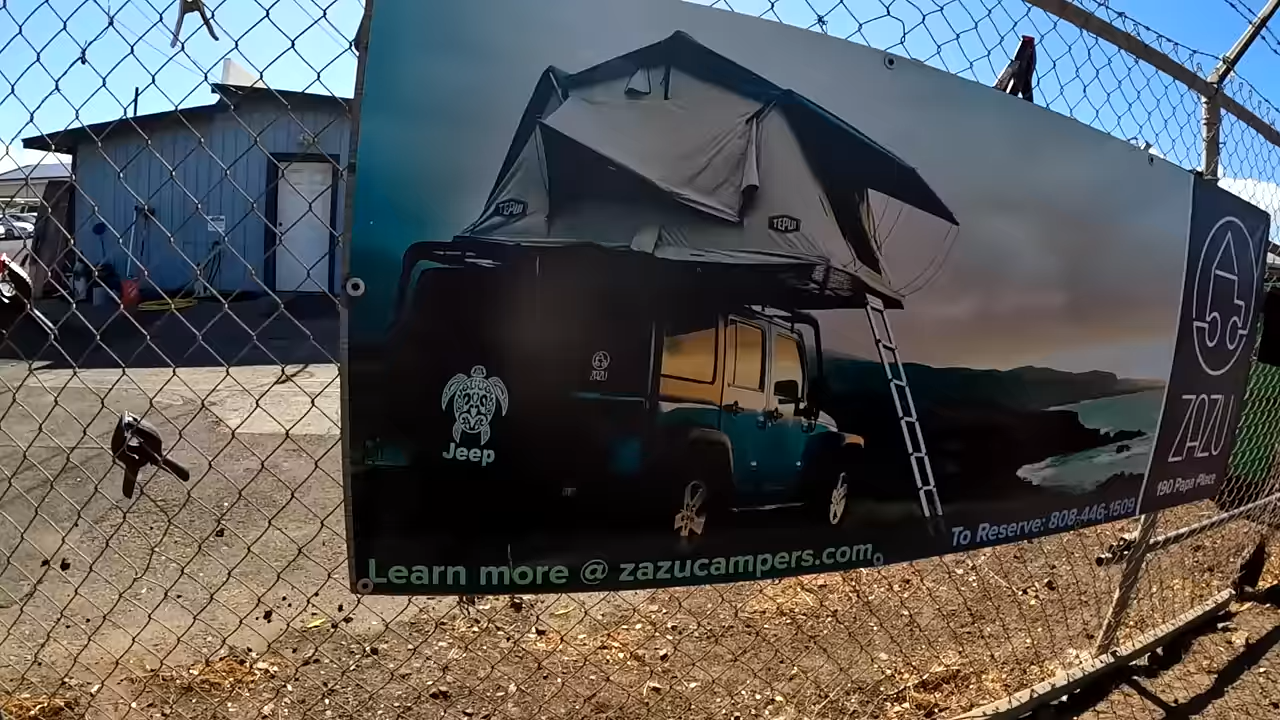 TEPUI
TEPUI
ZAZU
Jeep
ZAZU
190 Papa Place
To Reserve: 808-446-1509
Learn more @ zazucampers.com